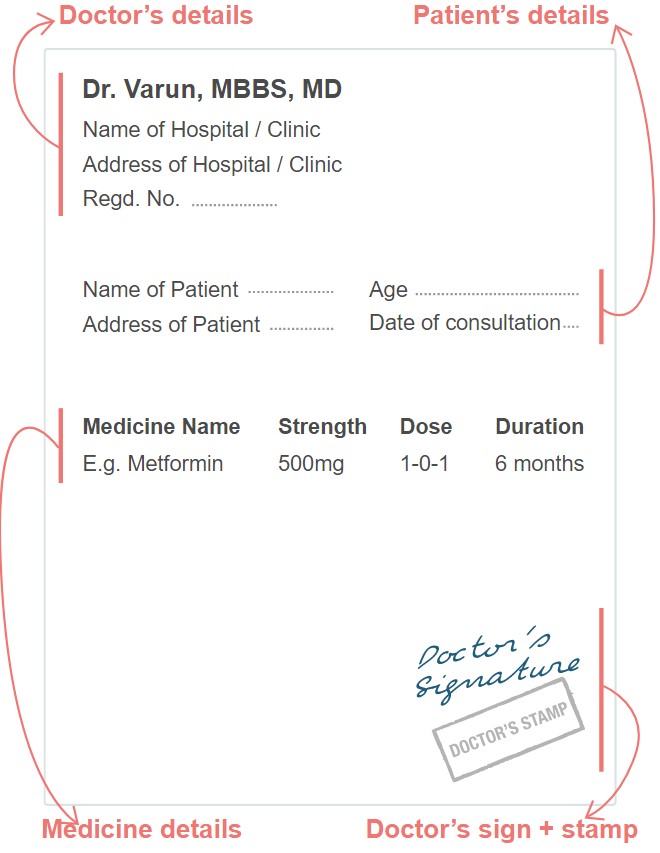 Doctor's details
Patient's details
Dr. Varun, MBBS, MD
Name of Hospital / Clinic
Address of Hospital / Clinic
Regd. No. ....................
Name of Patient .................... Age ....................
Address of Patient ............... Date of consultation....
Medicine Name Strength Dose Duration
E.g. Metformin 500mg 1-0-1 6 months
Doctor's
Signature
DOCTOR'S STAMP
Medicine details
Doctor's sign + stamp